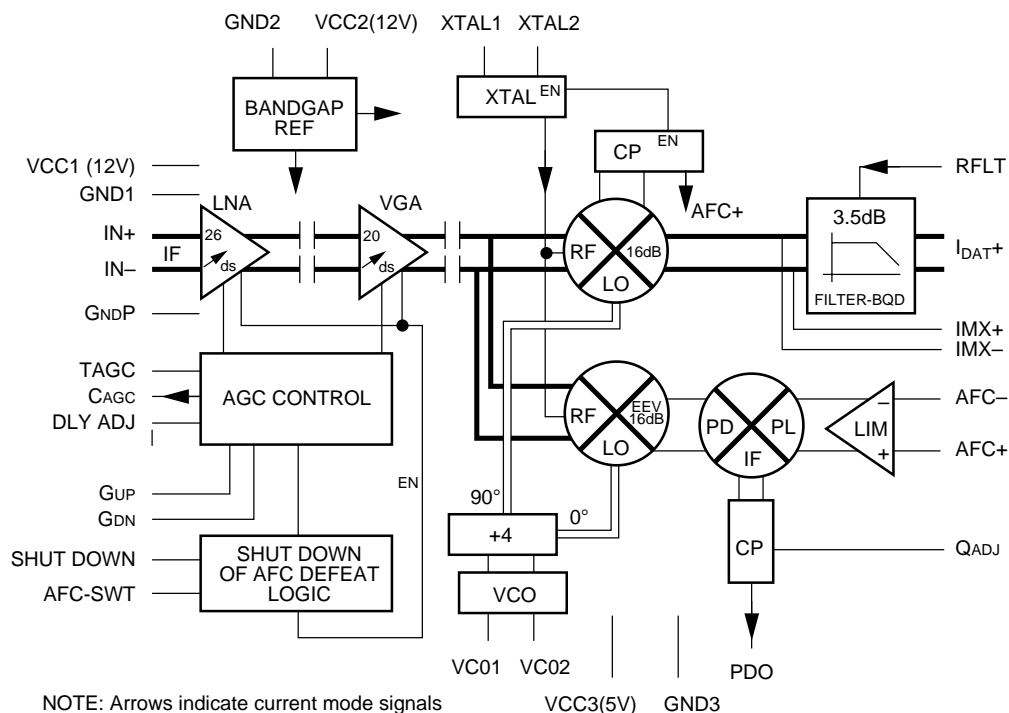 GND2
VCC2(12V)
XTAL1
XTAL2
BANDGAP
REF
XTAL
EN
CP
EN
VCC1 (12V)
GND1
LNA
VGA
AFC+
RFLT
IN+
IF
IN–
26
ds
20
ds
RF
16dB
LO
3.5dB
FILTER-BQD
IDAT+
GNDP
IMX+
IMX–
TAGC
CAGC
DLY ADJ
AGC CONTROL
RF
EEV
16dB
LO
PD
PL
IF
LIM
–
+
AFC–
AFC+
GUP
GDN
EN
90°
0°
+4
CP
QADJ
SHUT DOWN
AFC-SWT
SHUT DOWN
OF AFC DEFEAT
LOGIC
VCO
VC01
VC02
PDO
VCC3(5V)
GND3
NOTE: Arrows indicate current mode signals